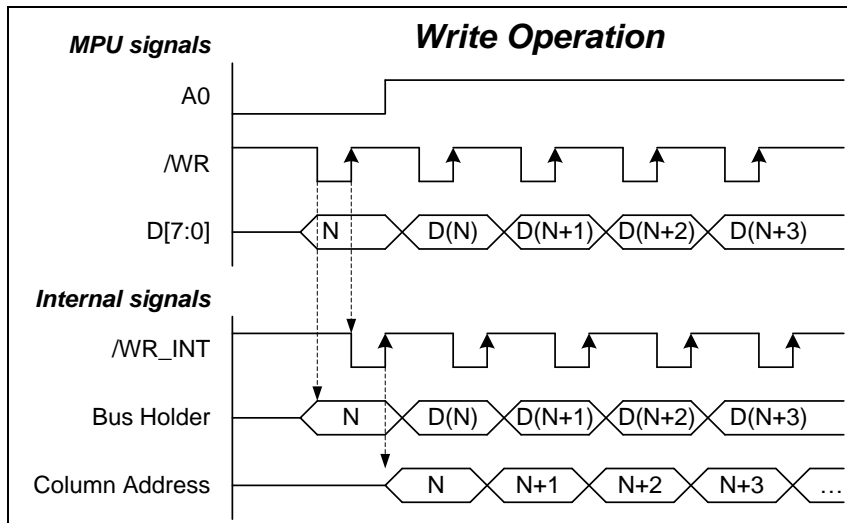 MPU signals Write Operation
A0
/WR
D[7:0] N D(N) D(N+1) D(N+2) D(N+3)
Internal signals
/WR_INT
Bus Holder N D(N) D(N+1) D(N+2) D(N+3)
Column Address N N+1 N+2 N+3 ...